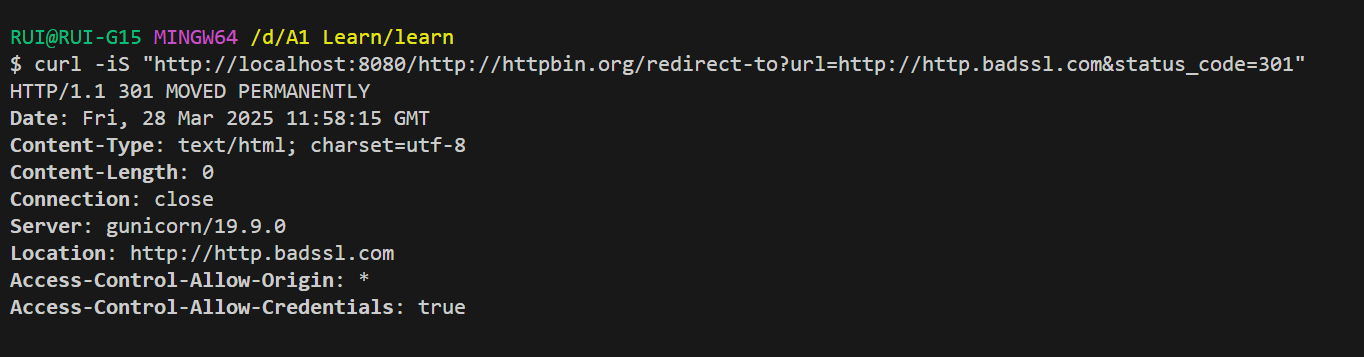 RUI@RUI-G15 MINGW64 /d/A1 Learn/learn
$ curl -iS "http://localhost:8080/http://httpbin.org/redirect-to?url=http://http.badssl.com&status_code=301"
HTTP/1.1 301 MOVED PERMANENTLY
Date: Fri, 28 Mar 2025 11:58:15 GMT
Content-Type: text/html; charset=utf-8
Content-Length: 0
Connection: close
Server: gunicorn/19.9.0
Location: http://http.badssl.com
Access-Control-Allow-Origin: *
Access-Control-Allow-Credentials: true